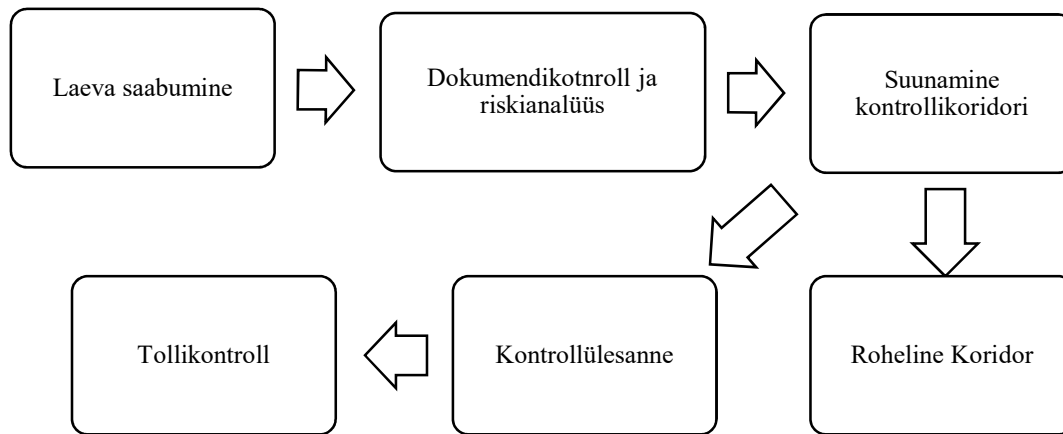 Laeva saabumine
Dokumendikotnroll ja
riskianalüüs
Suunamine
kontrollikoridori
Tollikontroll
Kontrollülesanne
Roheline Koridor